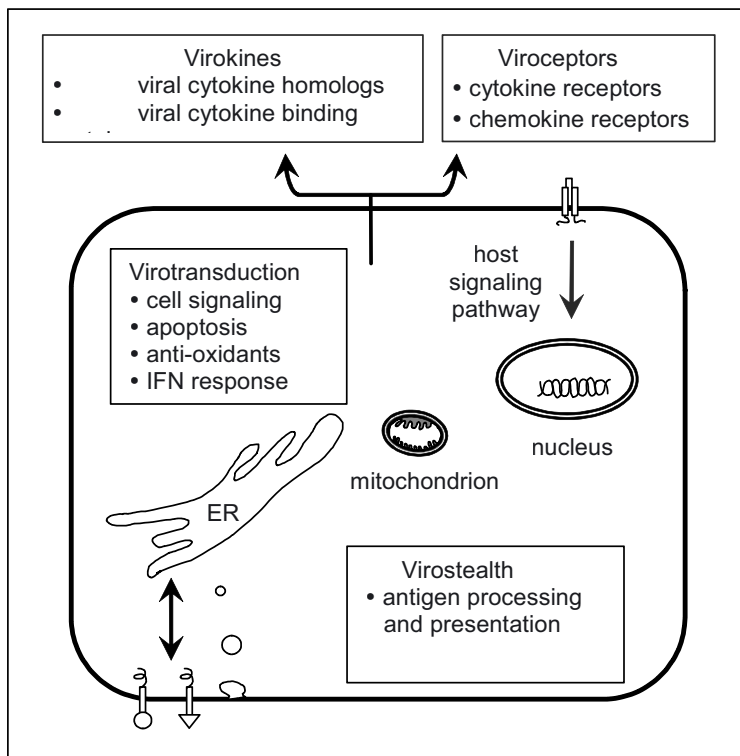 Virokines
• viral cytokine homologs
• viral cytokine binding
Viroceptors
• cytokine receptors
• chemokine receptors
Virotransduction
• cell signaling
• apoptosis
• anti-oxidants
• IFN response
host
signaling
pathway
nucleus
mitochondrion
ER
Virostealth
• antigen processing
and presentation